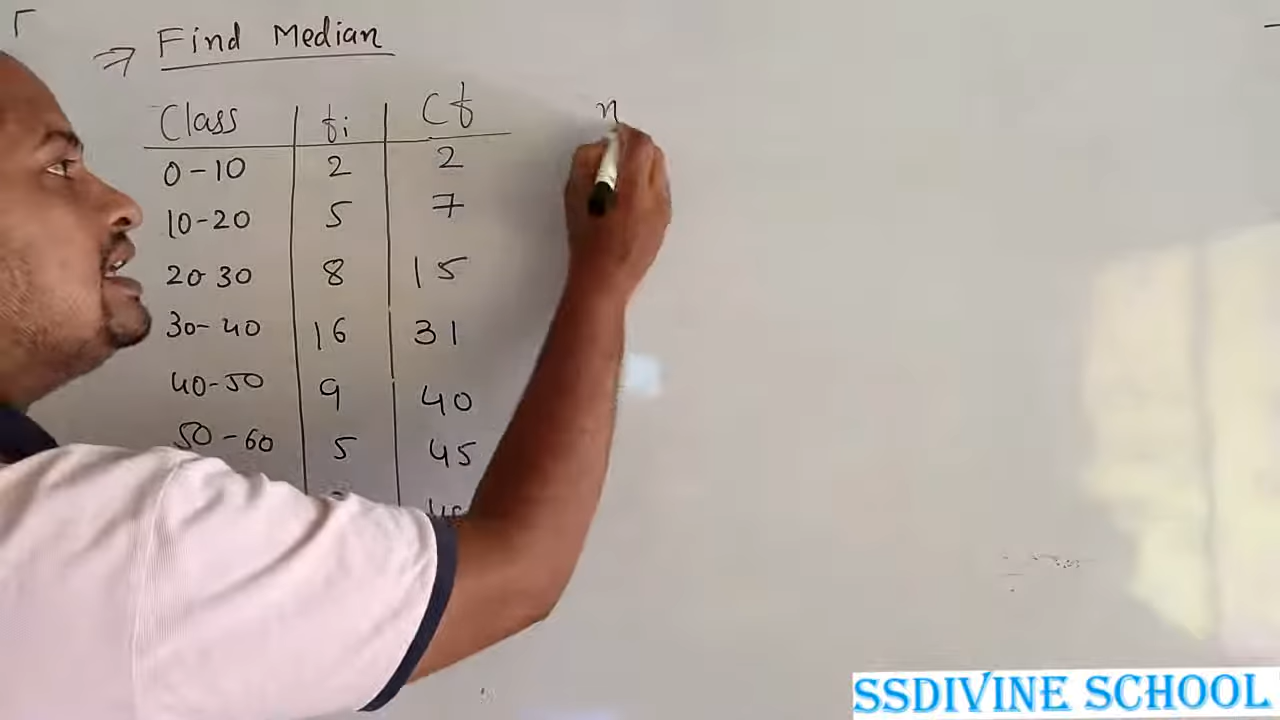 ⇒ Find Median
Class fi Cf n
0-10 2 2
10-20 5 7
20 30 8 15
30-40 16 31
40-50 9 40
50-60 5 45
SSDIVINE SCHOOL